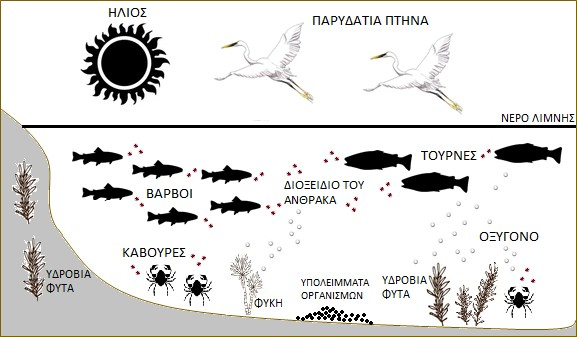 ΗΛΙΟΣ
ΠΑΡΥΔΑΤΙΑ ΠΤΗΝΑ
ΝΕΡΟ ΛΙΜΝΗΣ
ΤΟΥΡΝΕΣ
ΒΑΡΒΟΙ
ΔΙΟΞΕΙΔΙΟ ΤΟΥ
ΑΝΘΡΑΚΑ
ΚΑΒΟΥΡΕΣ
ΟΞΥΓΟΝΟ
ΥΔΡΟΒΙΑ
ΦΥΤΑ
ΦΥΚΗ
ΥΠΟΛΕΙΜΜΑΤΑ
ΟΡΓΑΝΙΣΜΩΝ
ΥΔΡΟΒΙΑ
ΦΥΤΑ